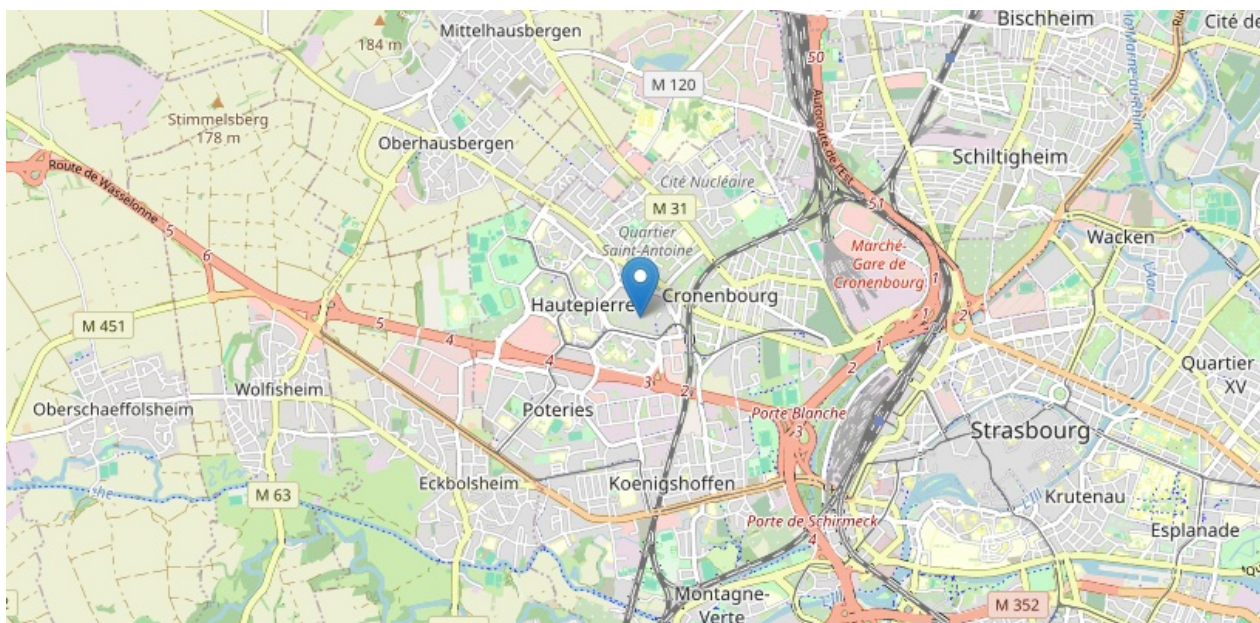 Mittelhausbergen
Bischheim
Cité de
184 m
50
M 120
Stimmelsberg
178 m
Oberhausbergen
Autoroute de l'Est
Schiltigheim
Route de Wasselonne
Cité Nucléaire
M 31
51
5
6
Quartier
Saint-Antoine
Marché-
Gare de
Cronenbourg
Wacken
L'Aar
1
Hautepierre
Cronenbourg
1
2
M 451
5
4
4
3
2
1
2
Quartier
XV
Wolfisheim
Oberschaeffolsheim
Poteries
Porte Blanche
3
Strasbourg
Eckbolsheim
Koenigshoffen
M 63
Krutenau
Porte de Schirmeck
4
Esplanade
Montagne-
Verte
M 352